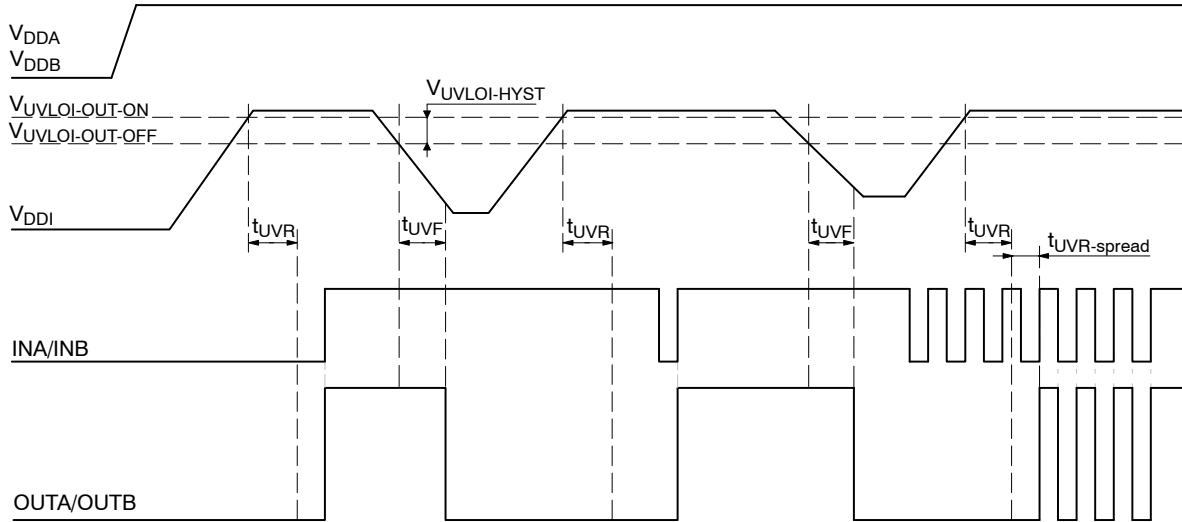 VDDA
VDDB
VUVLOI-HYST
VUVLOI-OUT-ON
VUVLOI-OUT-OFF
VDDI
tUVR
tUVF
tUVR
tUVF
tUVR
tUVR-spread
INA/INB
OUTA/OUTB